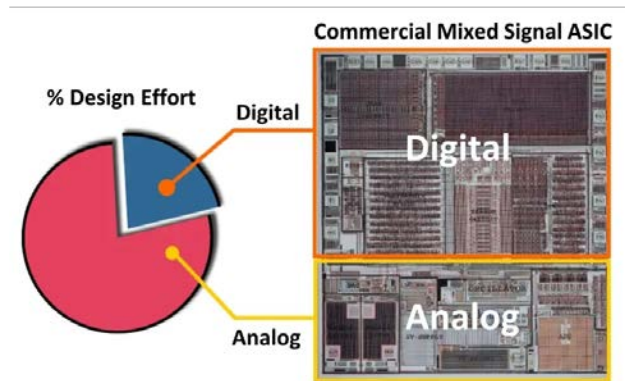 Commercial Mixed Signal ASIC
% Design Effort
Digital
Digital
Analog
Analog